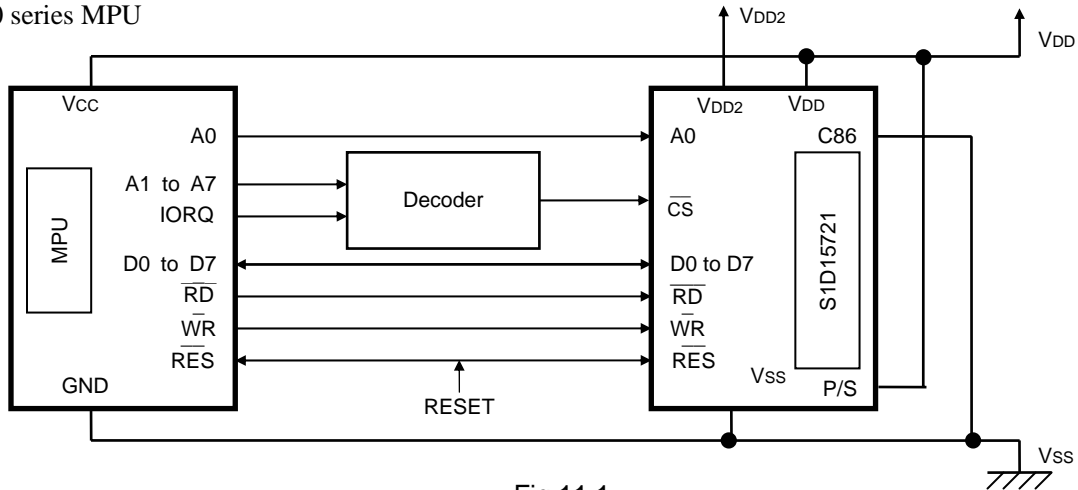 series MPU
VDD2
VDD
VCC
VDD2
VDD
A0
A0
C86
A1 to A7
Decoder
IORQ
CS
MPU
S1D15721
D0 to D7
D0 to D7
RD
RD
WR
WR
RES
RES
VSS
GND
P/S
RESET
VSS